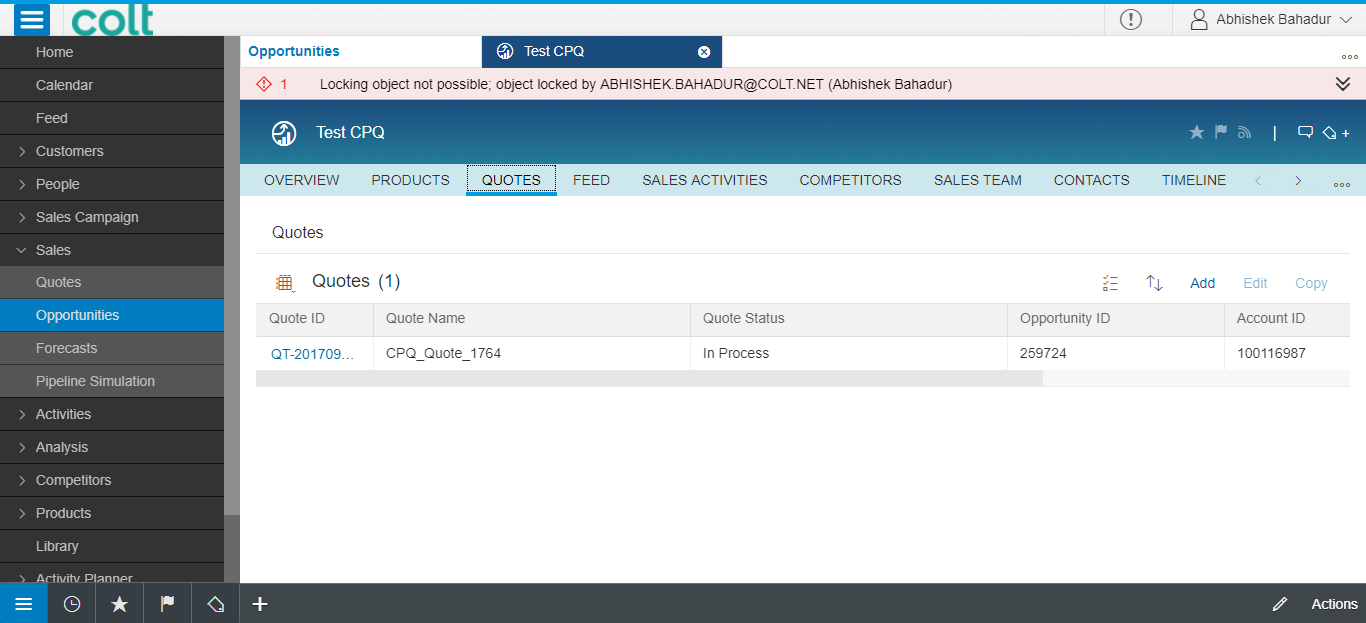 colt
Abhishek Bahadur
Home
Calendar
Feed
Customers
People
Sales Campaign
Sales
Quotes
Opportunities
Forecasts
Pipeline Simulation
Activities
Analysis
Competitors
Products
Library
Activity Planner
Opportunities
Test CPQ
1 Locking object not possible; object locked by ABHISHEK.BAHADUR@COLT.NET (Abhishek Bahadur)
Test CPQ
OVERVIEW PRODUCTS QUOTES FEED SALES ACTIVITIES COMPETITORS SALES TEAM CONTACTS TIMELINE
Quotes
Quotes (1)
Add Edit Copy
Quote ID Quote Name Quote Status Opportunity ID Account ID
QT-201709... CPQ_Quote_1764 In Process 259724 100116987
Actions